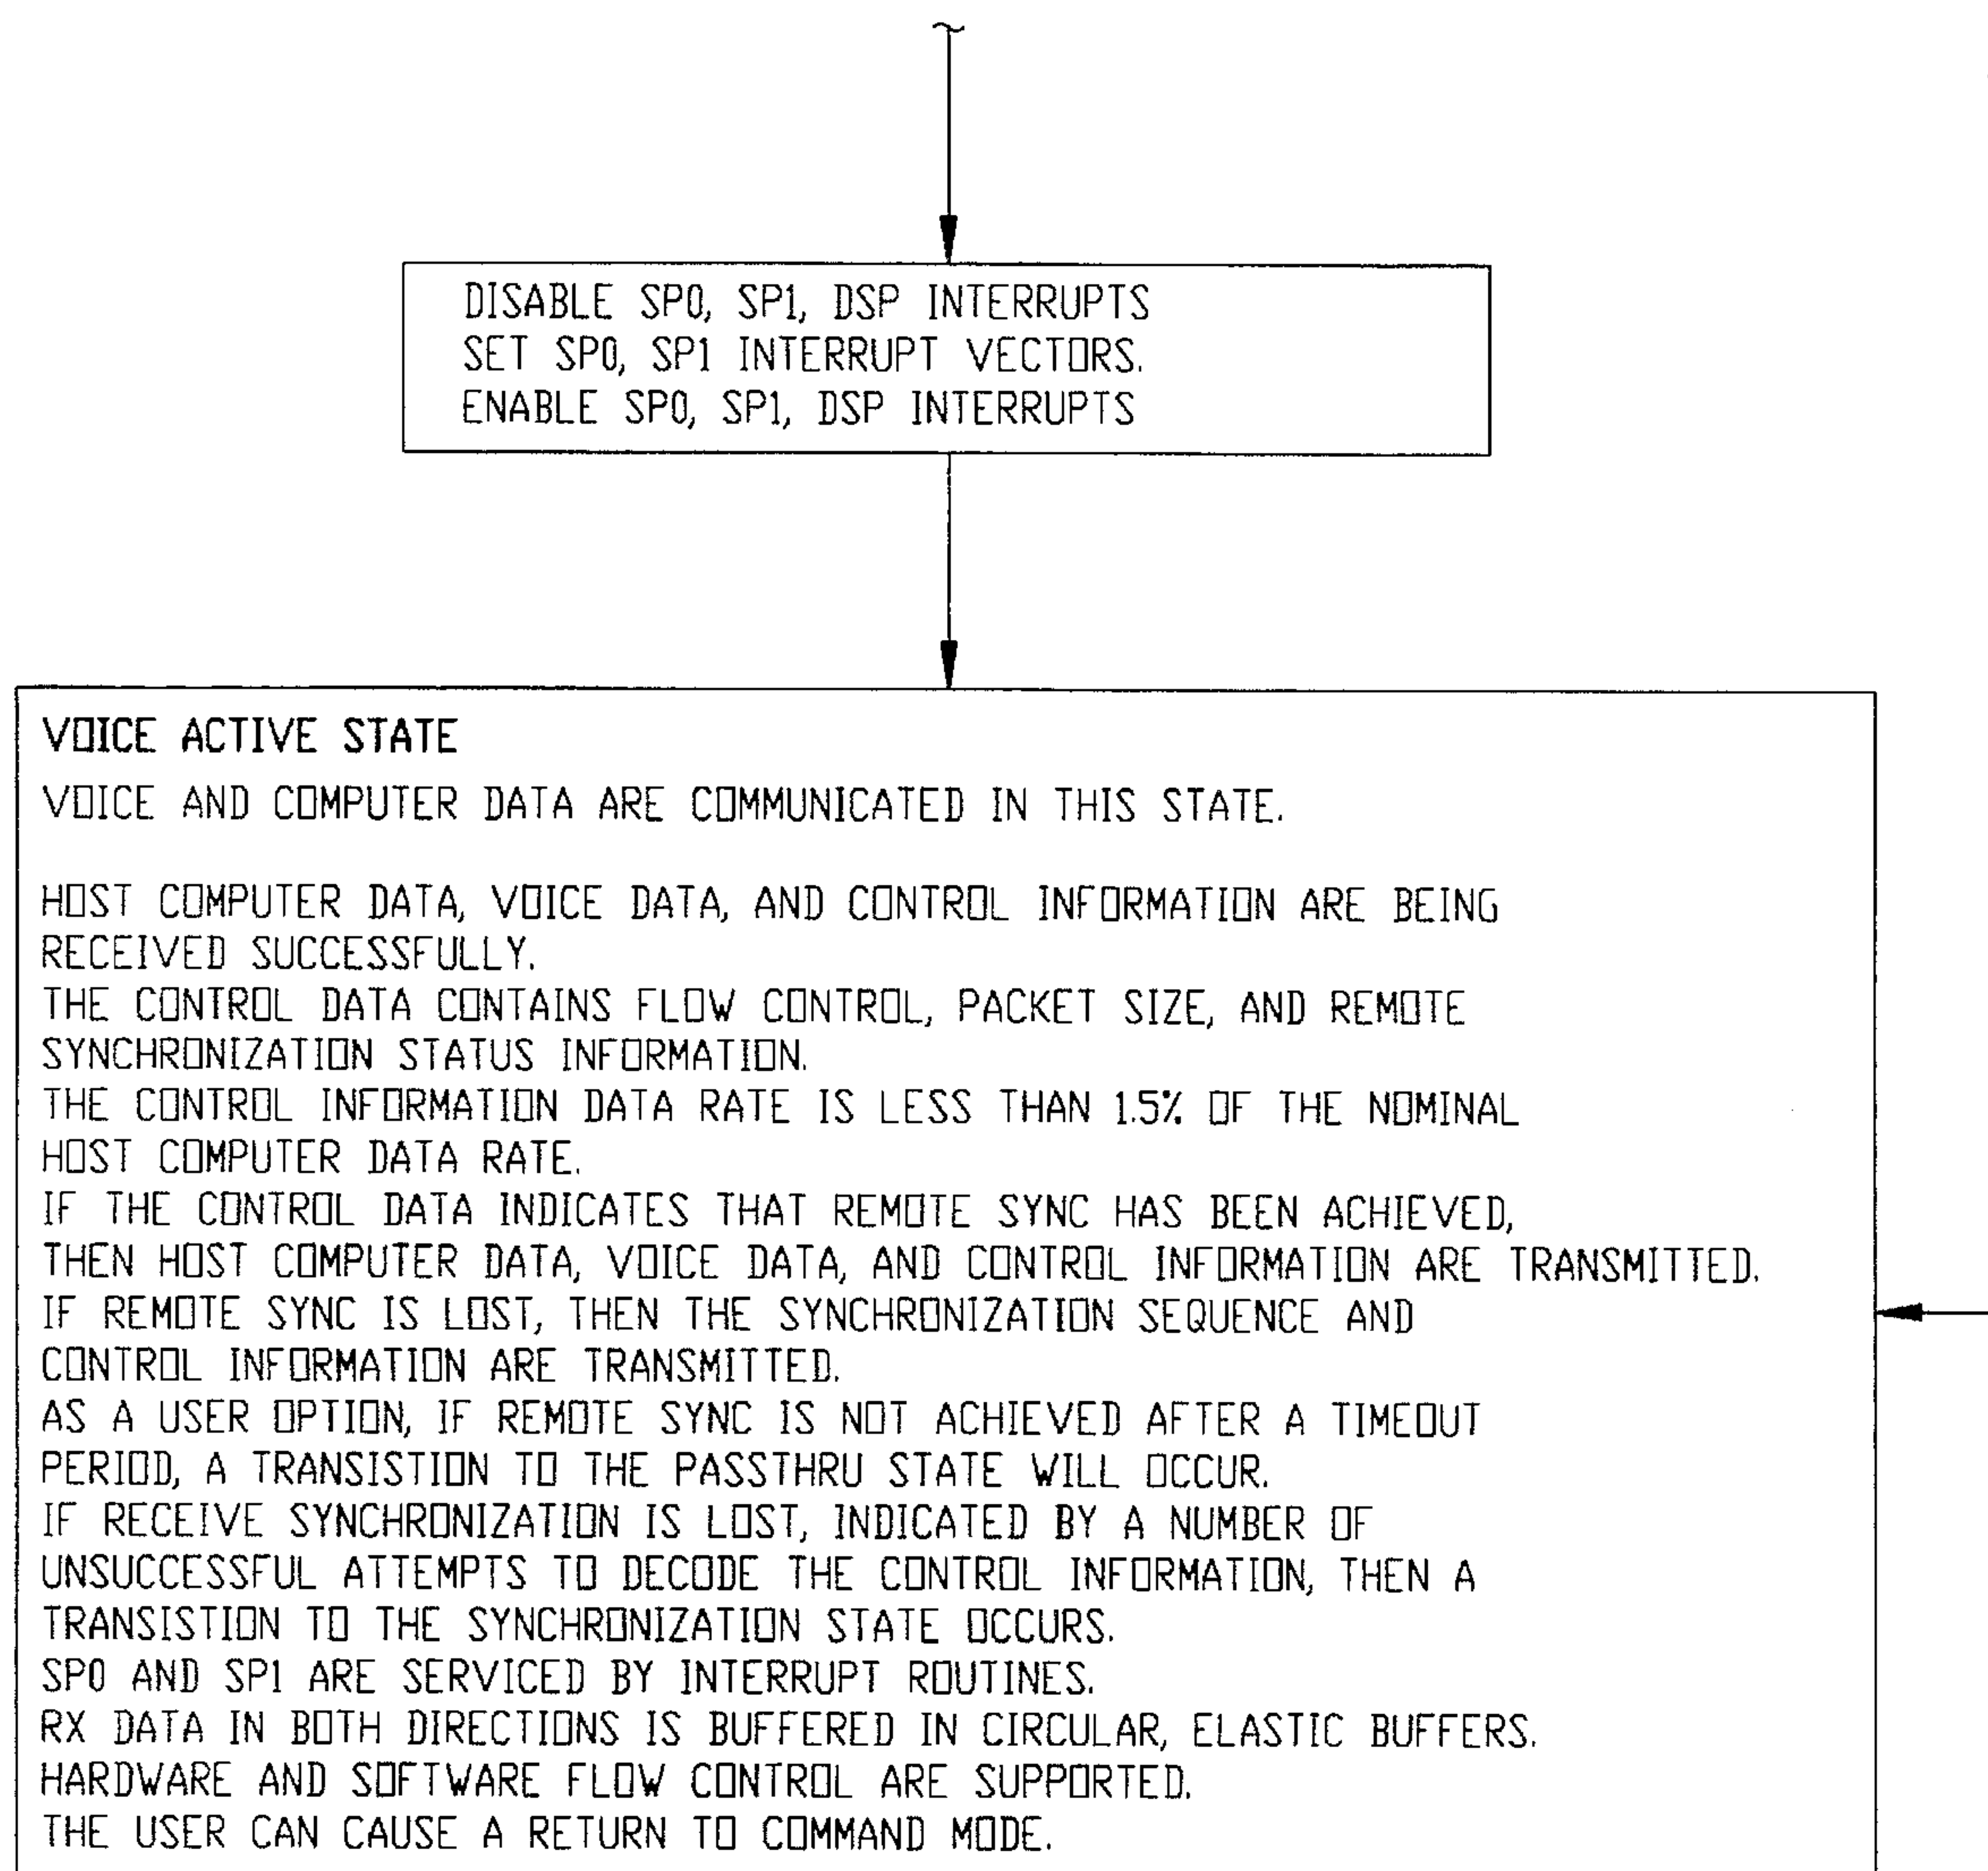 DISABLE SP0, SP1, DSP INTERRUPTS
SET SP0, SP1 INTERRUPT VECTORS.
ENABLE SP0, SP1, DSP INTERRUPTS
VOICE ACTIVE STATE
VOICE AND COMPUTER DATA ARE COMMUNICATED IN THIS STATE.
HOST COMPUTER DATA, VOICE DATA, AND CONTROL INFORMATION ARE BEING
RECEIVED SUCCESSFULLY.
THE CONTROL DATA CONTAINS FLOW CONTROL, PACKET SIZE, AND REMOTE
SYNCHRONIZATION STATUS INFORMATION.
THE CONTROL INFORMATION DATA RATE IS LESS THAN 1.5% OF THE NOMINAL
HOST COMPUTER DATA RATE.
IF THE CONTROL DATA INDICATES THAT REMOTE SYNC HAS BEEN ACHIEVED,
THEN HOST COMPUTER DATA, VOICE DATA, AND CONTROL INFORMATION ARE TRANSMITTED.
IF REMOTE SYNC IS LOST, THEN THE SYNCHRONIZATION SEQUENCE AND
CONTROL INFORMATION ARE TRANSMITTED.
AS A USER OPTION, IF REMOTE SYNC IS NOT ACHIEVED AFTER A TIMEOUT
PERIOD, A TRANSISTION TO THE PASSTHRU STATE WILL OCCUR.
IF RECEIVE SYNCHRONIZATION IS LOST, INDICATED BY A NUMBER OF
UNSUCCESSFUL ATTEMPTS TO DECODE THE CONTROL INFORMATION, THEN A
TRANSISTION TO THE SYNCHRONIZATION STATE OCCURS.
SP0 AND SP1 ARE SERVICED BY INTERRUPT ROUTINES.
RX DATA IN BOTH DIRECTIONS IS BUFFERED IN CIRCULAR, ELASTIC BUFFERS.
HARDWARE AND SOFTWARE FLOW CONTROL ARE SUPPORTED.
THE USER CAN CAUSE A RETURN TO COMMAND MODE.